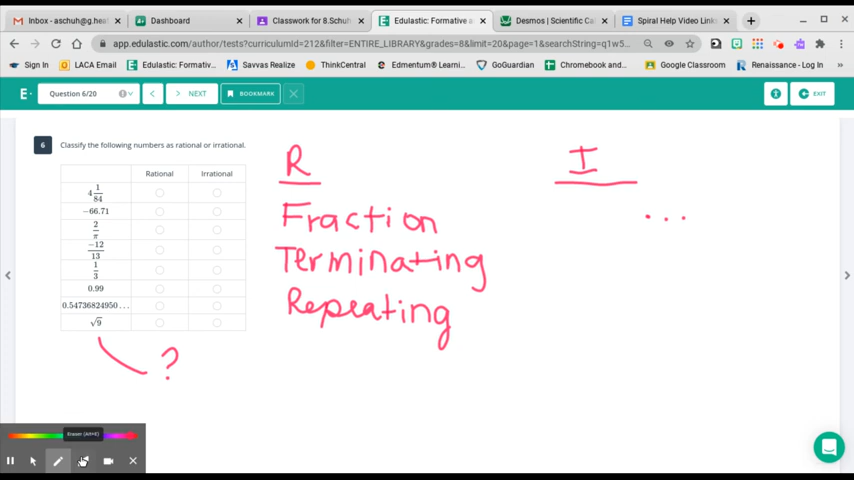 Inbox - aschuh@g.heal
Dashboard
Classwork for 8.Schuh
Edulastic: Formative a
Desmos | Scientific Cal
Spiral Help Video Links
app.edulastic.com/author/tests?curriculumId=212&filter=ENTIRE_LIBRARY&grades=8&limit=20&page=1&searchString=q1w5...
Sign In
LACA Email
Edulastic: Formativ...
Savvas Realize
ThinkCentral
Edmentum® Learni...
GoGuardian
Chromebook and...
Google Classroom
Renaissance - Log In
E
Question 6/20
NEXT
BOOKMARK
EXIT
6
Classify the following numbers as rational or irrational.
Rational Irrational
4 1/84
−66.71
2/π
−12/13
1/3
0.99
0.54736824950 . . .
√9
?
R
Fraction
Terminating
Repeating
I
. . .
Eraser (Alt+E)